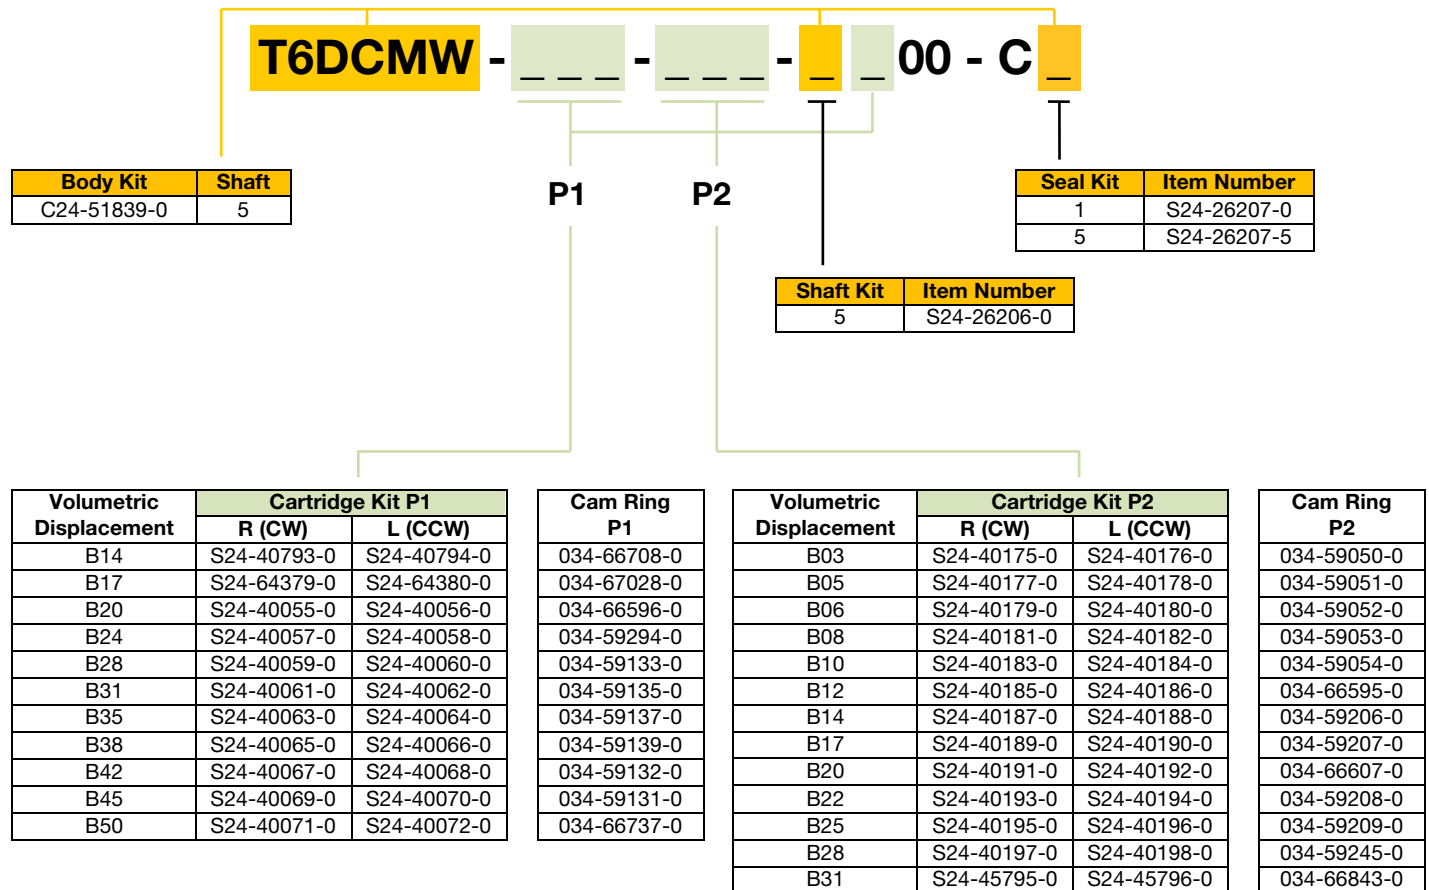 T6DCMW - _ _ _ - _ _ _ - _ _ 00 - C _
Body Kit Shaft
C24-51839-0 5
P1 P2
Seal Kit Item Number
1 S24-26207-0
5 S24-26207-5
Shaft Kit Item Number
5 S24-26206-0
Volumetric Displacement Cartridge Kit P1
R (CW) L (CCW)
B14 S24-40793-0 S24-40794-0
B17 S24-64379-0 S24-64380-0
B20 S24-40055-0 S24-40056-0
B24 S24-40057-0 S24-40058-0
B28 S24-40059-0 S24-40060-0
B31 S24-40061-0 S24-40062-0
B35 S24-40063-0 S24-40064-0
B38 S24-40065-0 S24-40066-0
B42 S24-40067-0 S24-40068-0
B45 S24-40069-0 S24-40070-0
B50 S24-40071-0 S24-40072-0
Cam Ring
P1
034-66708-0
034-67028-0
034-66596-0
034-59294-0
034-59133-0
034-59135-0
034-59137-0
034-59139-0
034-59132-0
034-59131-0
034-66737-0
Volumetric Displacement Cartridge Kit P2
R (CW) L (CCW)
B03 S24-40175-0 S24-40176-0
B05 S24-40177-0 S24-40178-0
B06 S24-40179-0 S24-40180-0
B08 S24-40181-0 S24-40182-0
B10 S24-40183-0 S24-40184-0
B12 S24-40185-0 S24-40186-0
B14 S24-40187-0 S24-40188-0
B17 S24-40189-0 S24-40190-0
B20 S24-40191-0 S24-40192-0
B22 S24-40193-0 S24-40194-0
B25 S24-40195-0 S24-40196-0
B28 S24-40197-0 S24-40198-0
B31 S24-45795-0 S24-45796-0
Cam Ring
P2
034-59050-0
034-59051-0
034-59052-0
034-59053-0
034-59054-0
034-66595-0
034-59206-0
034-59207-0
034-66607-0
034-59208-0
034-59209-0
034-59245-0
034-66843-0